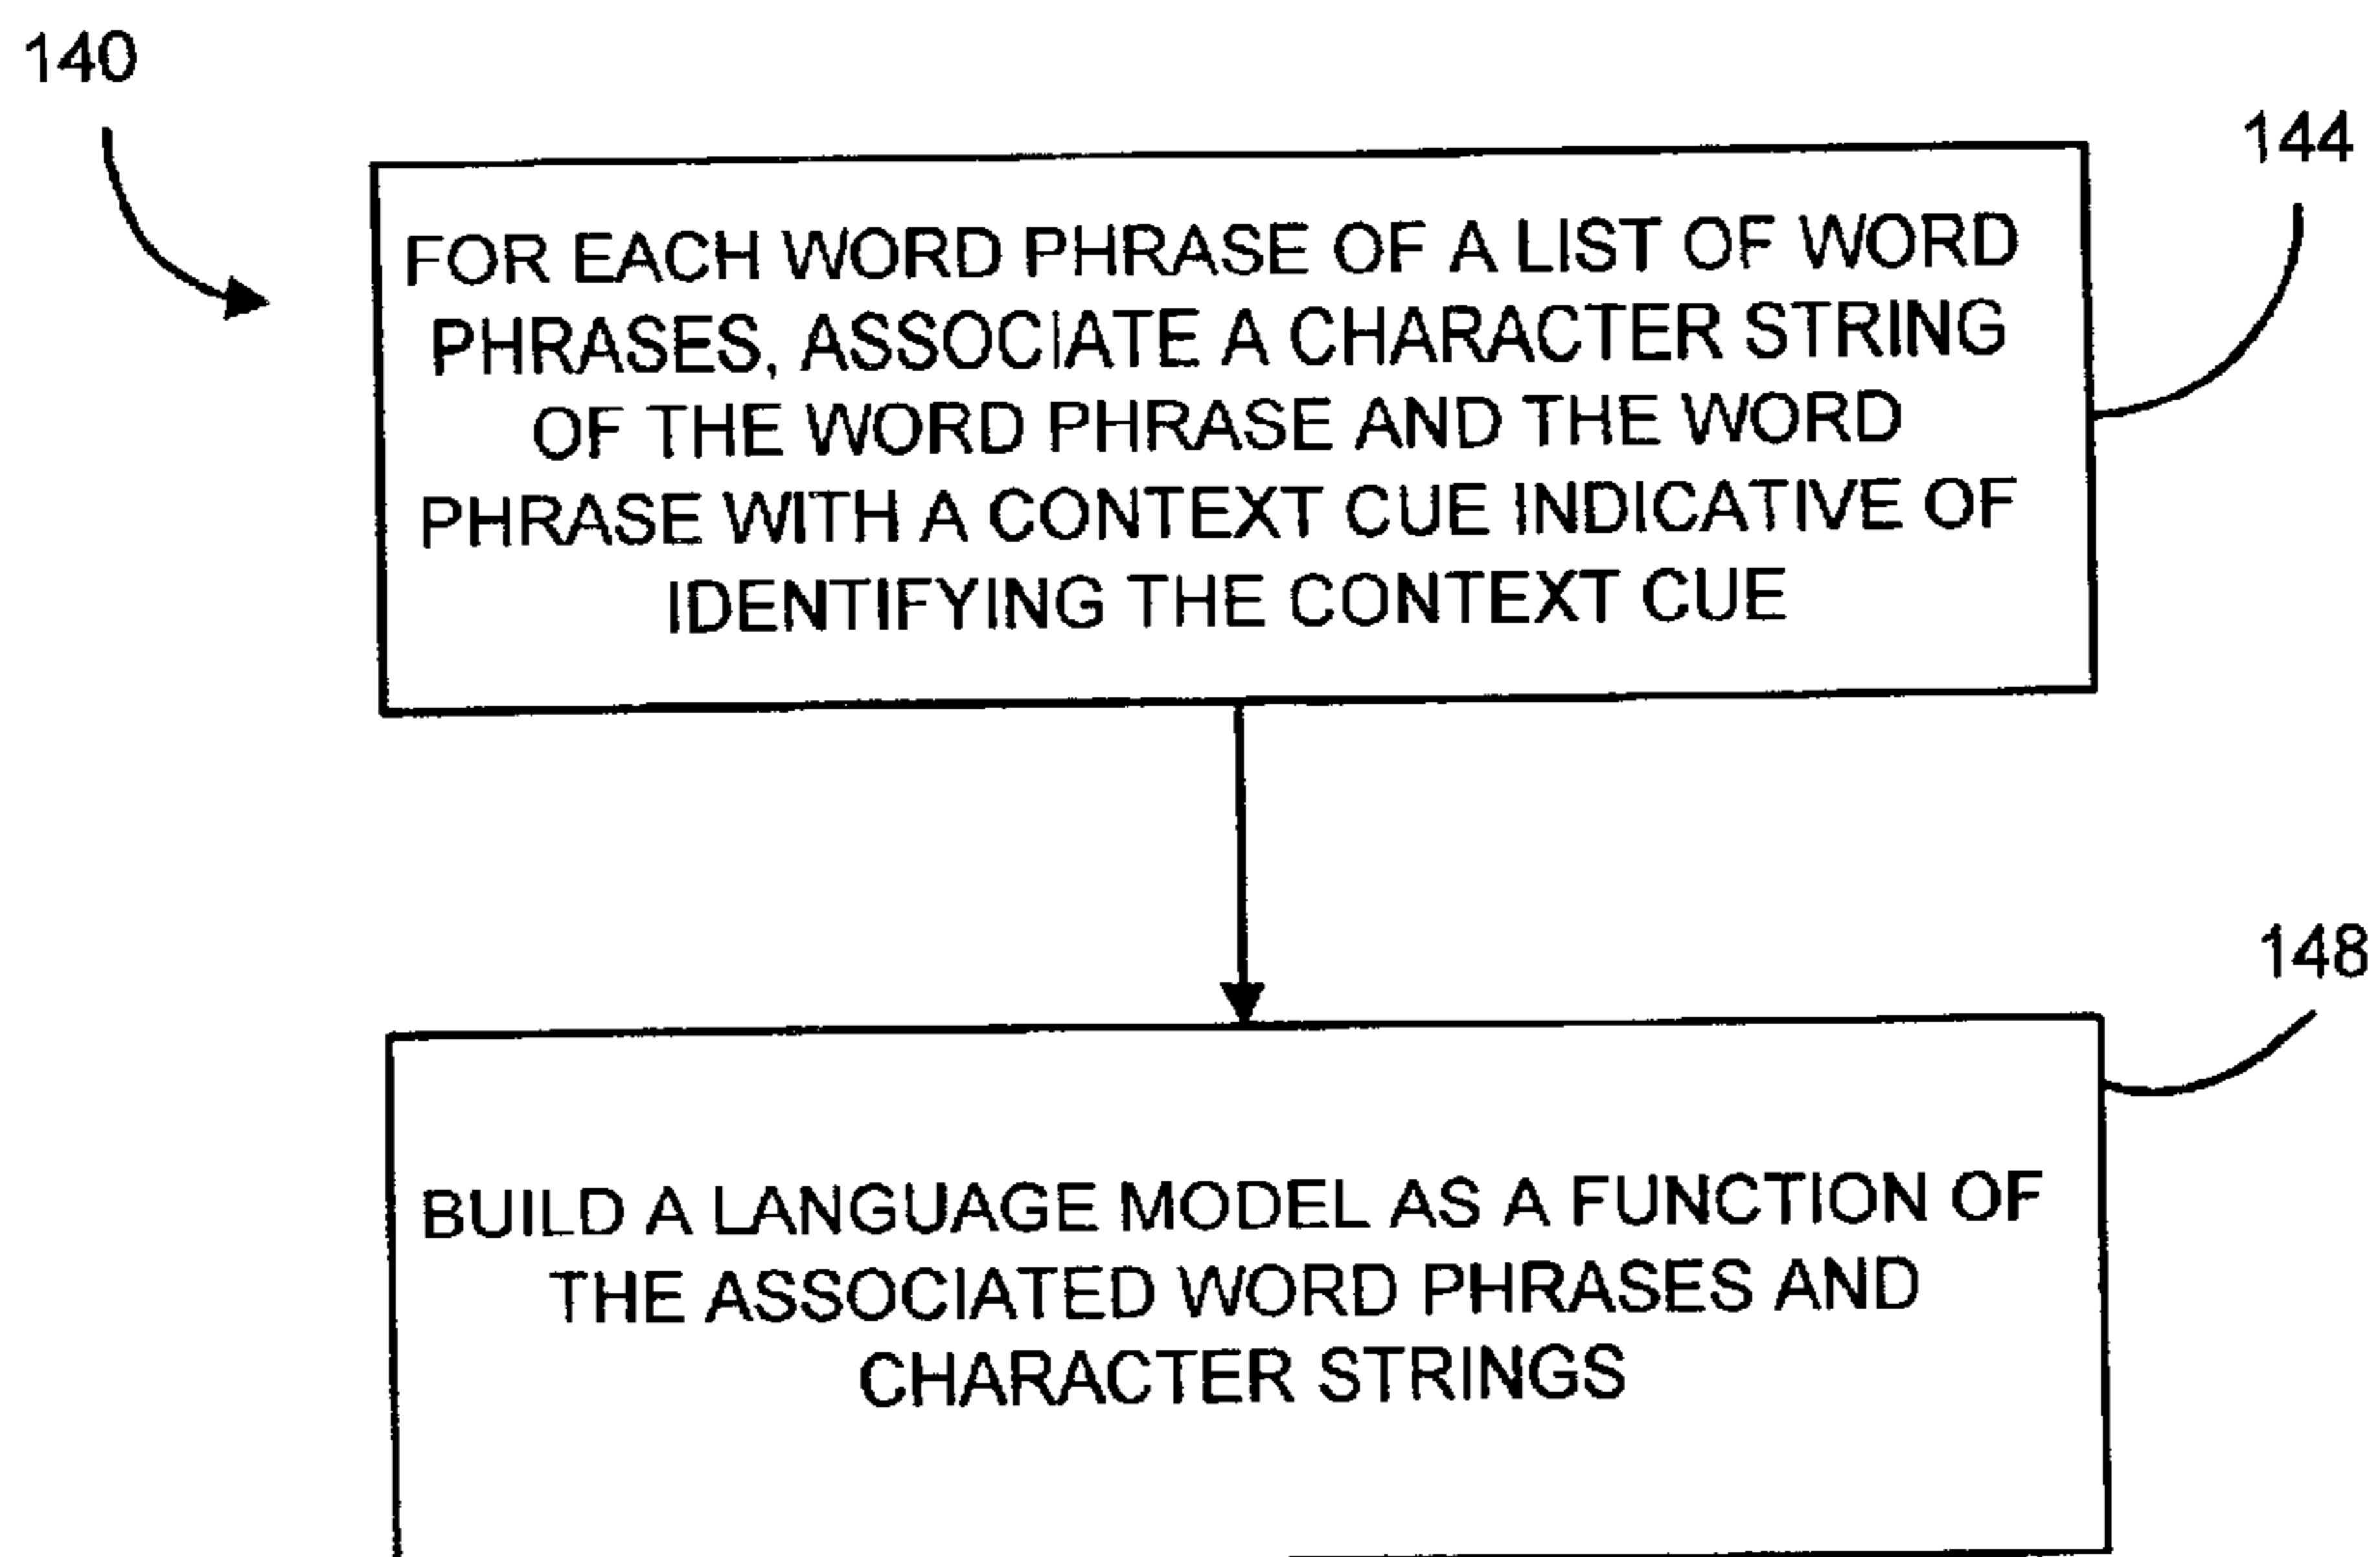 140
144
FOR EACH WORD PHRASE OF A LIST OF WORD
PHRASES, ASSOCIATE A CHARACTER STRING
OF THE WORD PHRASE AND THE WORD
PHRASE WITH A CONTEXT CUE INDICATIVE OF
IDENTIFYING THE CONTEXT CUE
148
BUILD A LANGUAGE MODEL AS A FUNCTION OF
THE ASSOCIATED WORD PHRASES AND
CHARACTER STRINGS